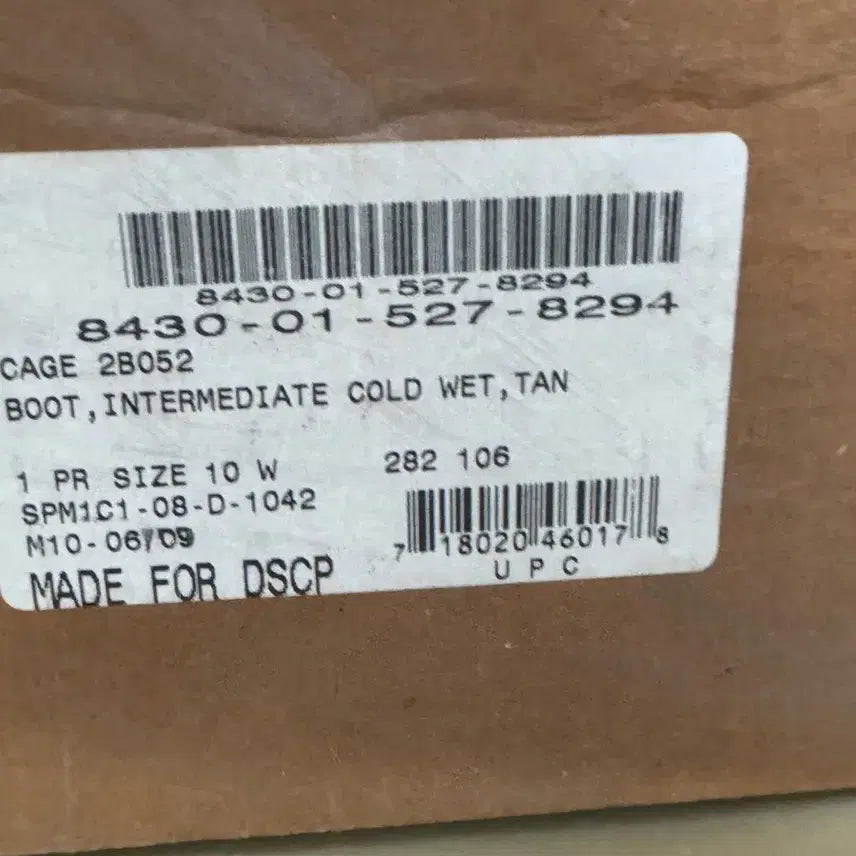 8430-01-527-8294
8430-01-527-8294
CAGE 2B052
BOOT,INTERMEDIATE COLD WET,TAN
1 PR SIZE 10 W
282 106
SPM1C1-08-D-1042
M10-06/09
7 18020 46017 8
UPC
MADE FOR DSCP